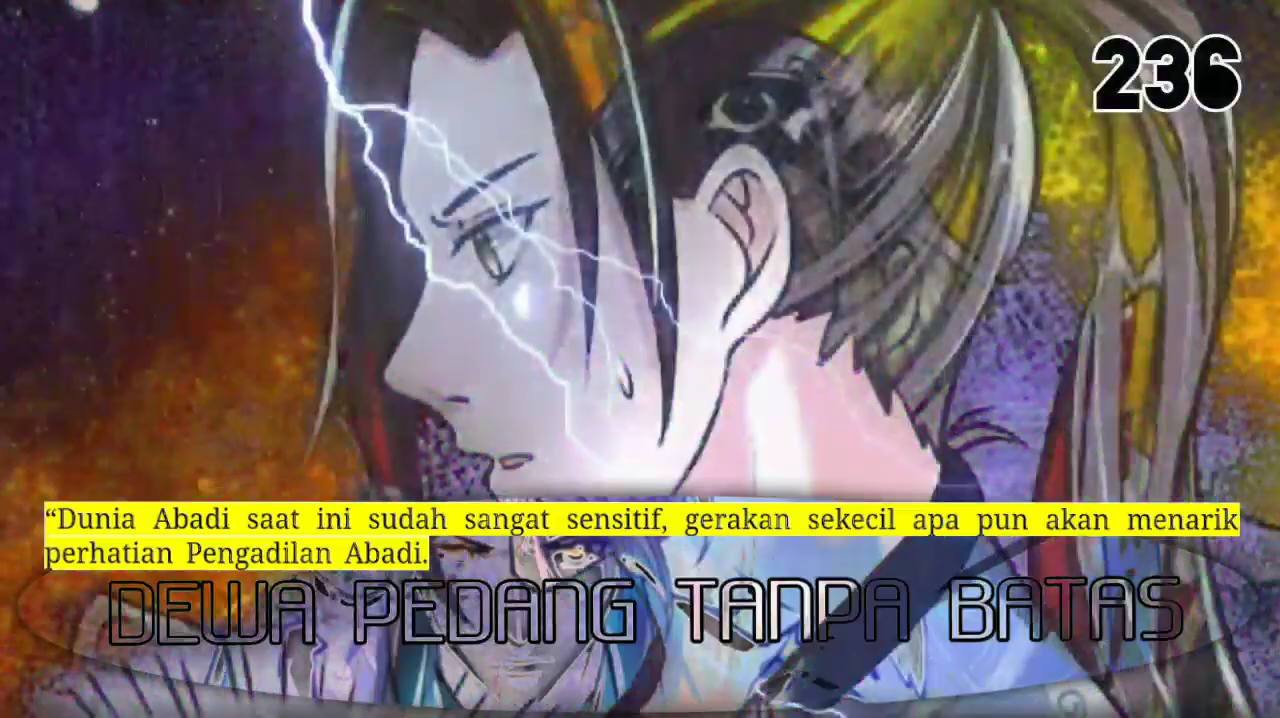 236
“Dunia Abadi saat ini sudah sangat sensitif, gerakan sekecil apa pun akan menarik
perhatian Pengadilan Abadi.
DEWA PEDANG TANPA BATAS